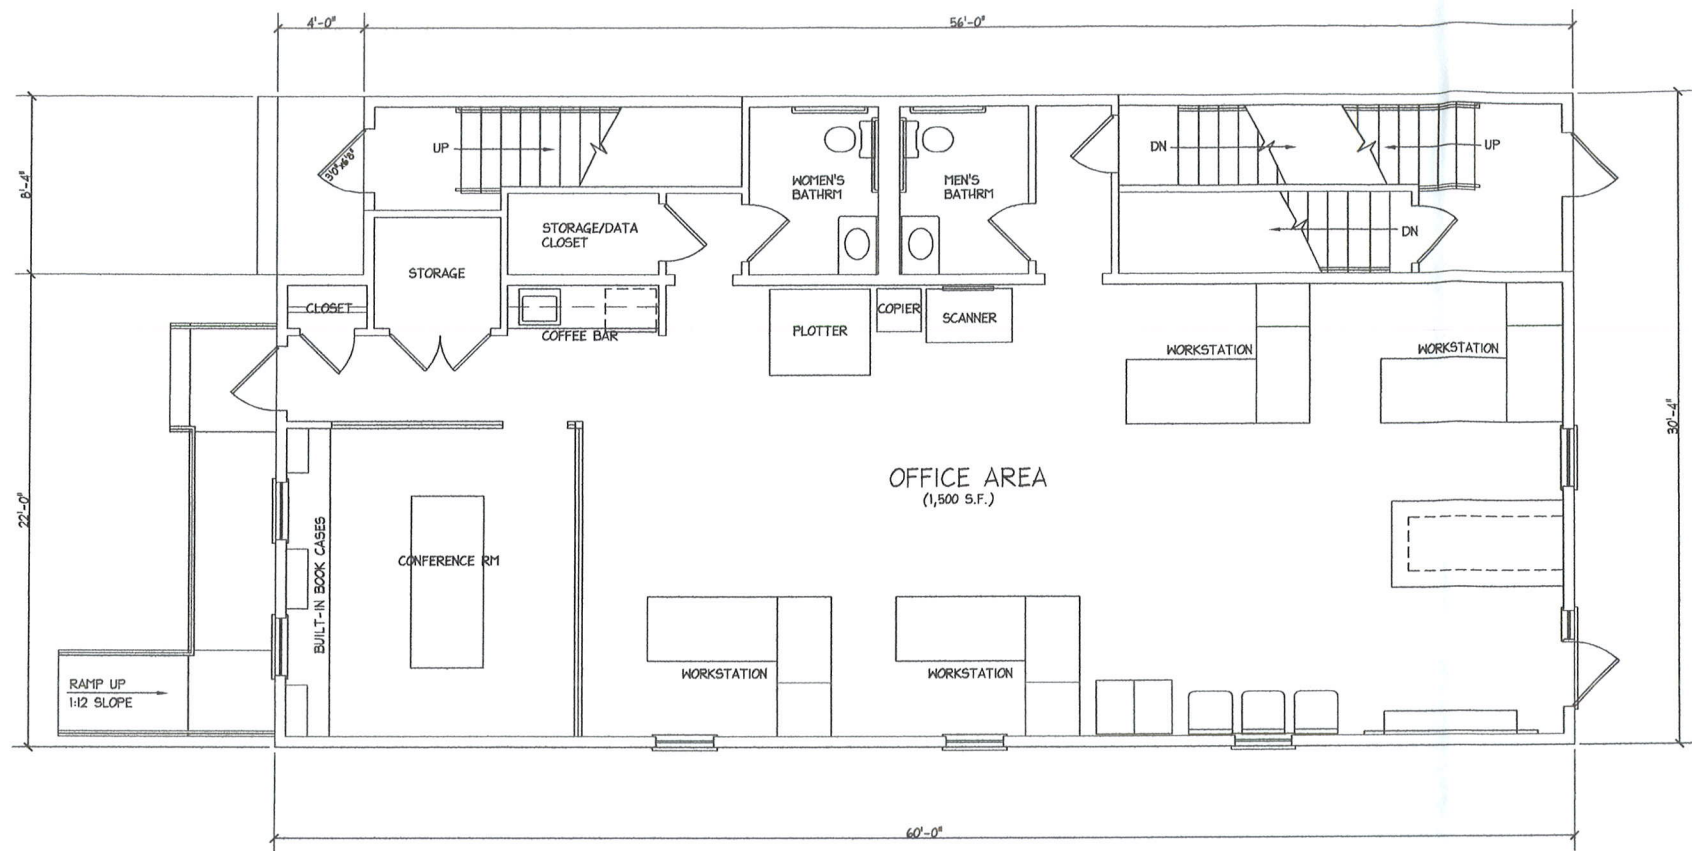 4'-0"
56'-0"
8'-4"
3'0"x6'8"
UP
WOMEN'S
BATHRM
MEN'S
BATHRM
DN
UP
STORAGE/DATA
CLOSET
DN
STORAGE
CLOSET
COFFEE BAR
PLOTTER
COPIER
SCANNER
WORKSTATION
WORKSTATION
30'-4"
OFFICE AREA
(1,500 S.F.)
22'-0"
BUILT-IN BOOK CASES
CONFERENCE RM
WORKSTATION
WORKSTATION
RAMP UP
1:12 SLOPE
60'-0"